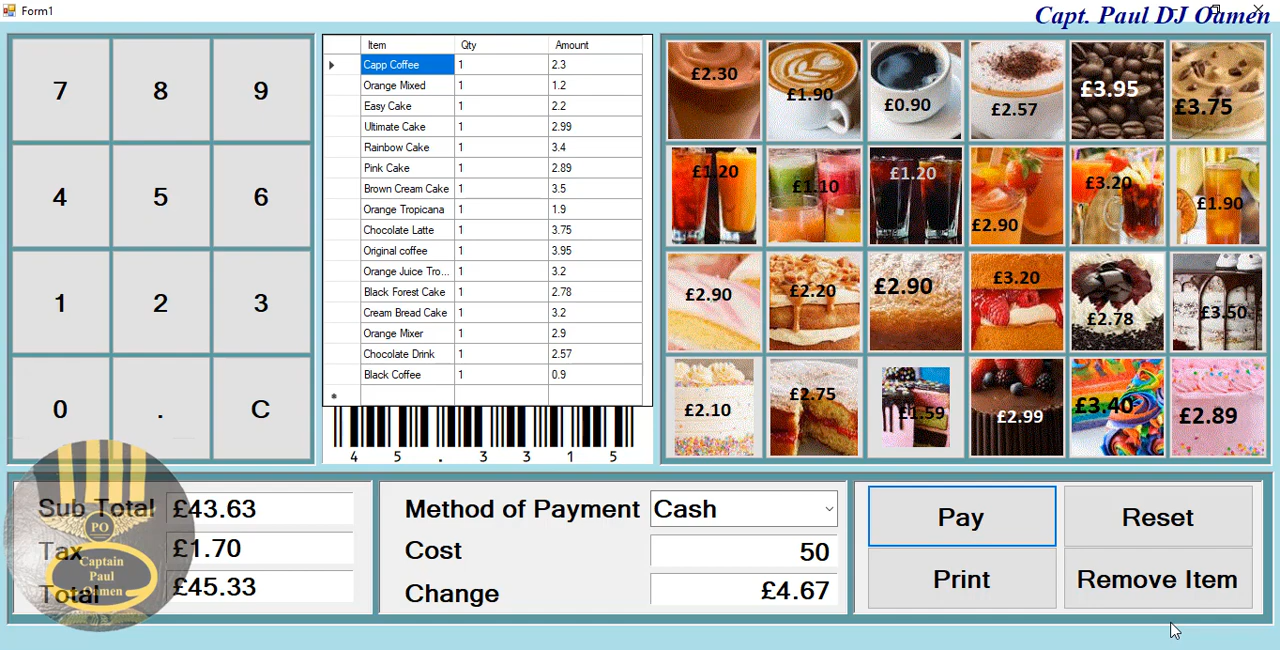 Form1
Capt. Paul DJ Oamen
7 8 9
4 5 6
1 2 3
0 . C
Item Qty Amount
Capp Coffee 1 2.3
Orange Mixed 1 1.2
Easy Cake 1 2.2
Ultimate Cake 1 2.99
Rainbow Cake 1 3.4
Pink Cake 1 2.89
Brown Cream Cake 1 3.5
Orange Tropicana 1 1.9
Chocolate Latte 1 3.75
Original coffee 1 3.95
Orange Juice Tro... 1 3.2
Black Forest Cake 1 2.78
Cream Bread Cake 1 3.2
Orange Mixer 1 2.9
Chocolate Drink 1 2.57
Black Coffee 1 0.9
4 5 . 3 3 1 5
£2.30 £1.90 £0.90 £2.57 £3.95 £3.75
£1.20 £1.10 £1.20 £2.90 £3.20 £1.90
£2.90 £2.20 £2.90 £3.20 £2.78 £3.50
£2.10 £2.75 £1.59 £2.99 £3.40 £2.89
Sub Total £43.63
Tax £1.70
Total £45.33
PO
Captain
Paul
Oamen
Method of Payment Cash
Cost 50
Change £4.67
Pay Reset
Print Remove Item